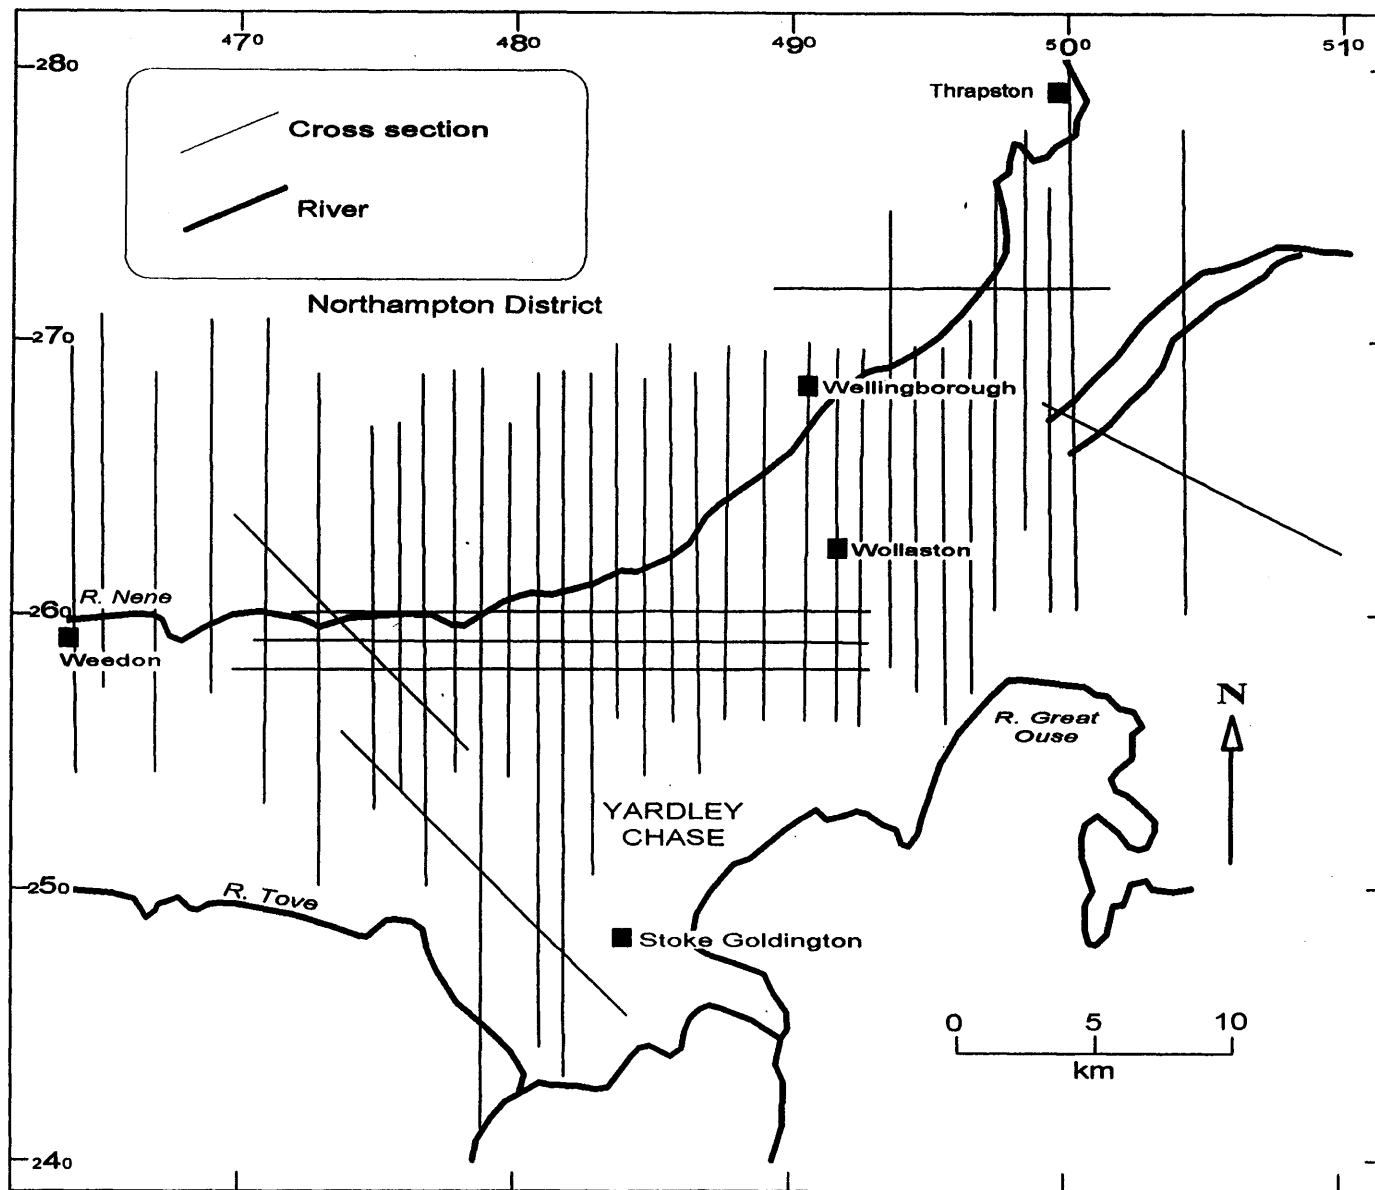 47⁰ 48⁰ 49⁰ 50⁰ 51⁰
28⁰
Thrapston
Cross section
River
Northampton District
27⁰
Wellingborough
Wollaston
R. Nene
26⁰
Weedon
N
R. Great
Ouse
YARDLEY
CHASE
25⁰
R. Tove
Stoke Goldington
0 5 10
km
24⁰